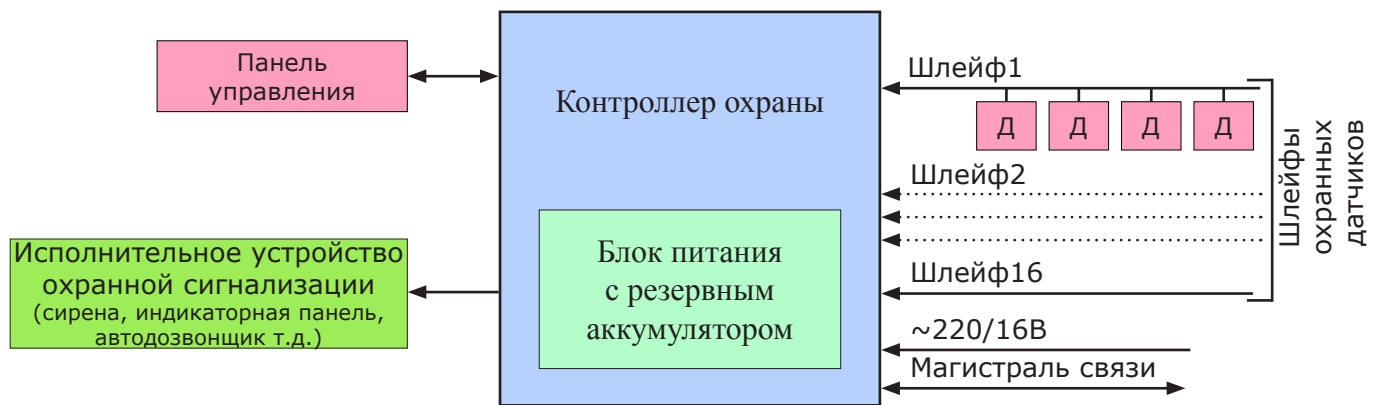 Панель
управления
Исполнительное устройство
охранной сигнализации
(сирена, индикаторная панель,
автодозвонщик т.д.)
Контроллер охраны
Блок питания
с резервным
аккумулятором
Шлейф1
Д Д Д Д
Шлейф2
Шлейф16
~220/16В
Магистраль связи
Шлейфы
охранных
датчиков